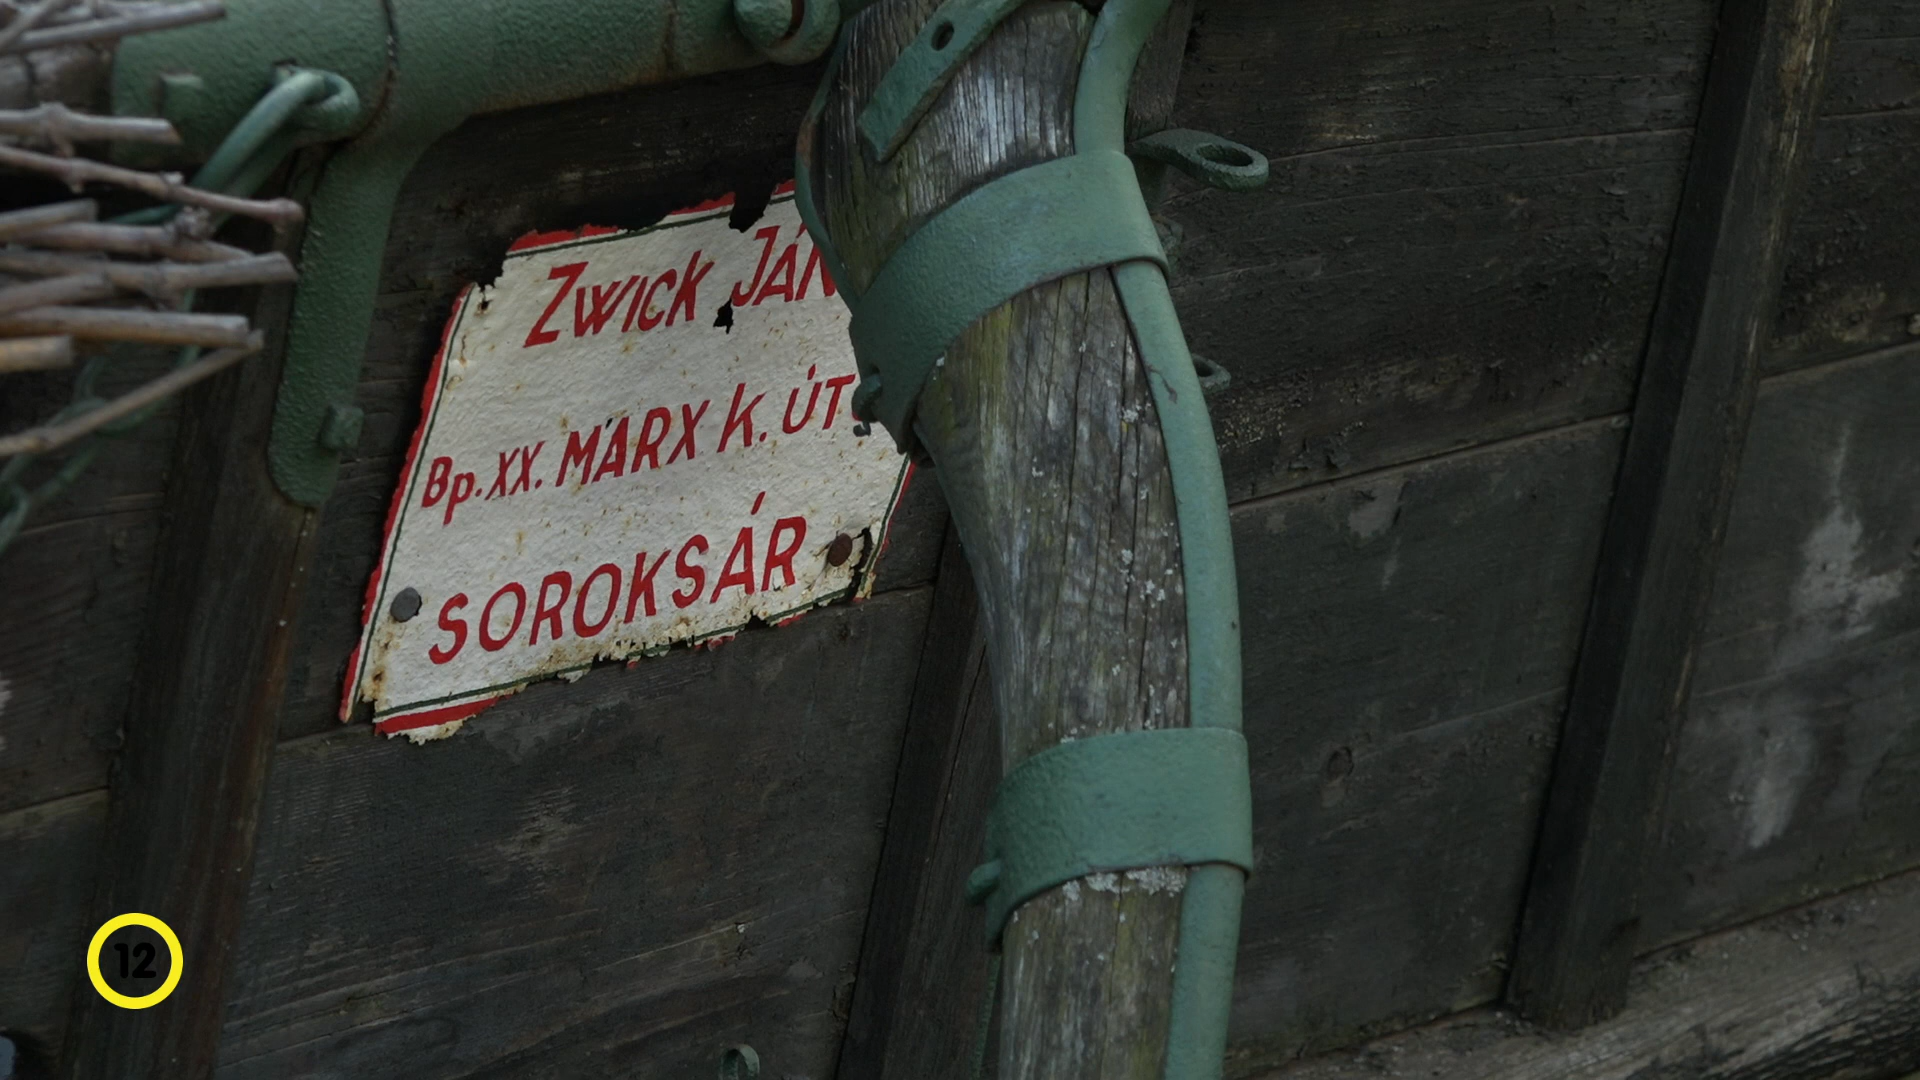 ZWICK JÁN
Bp. XX. MARX K. ÚT
SOROKSÁR
12